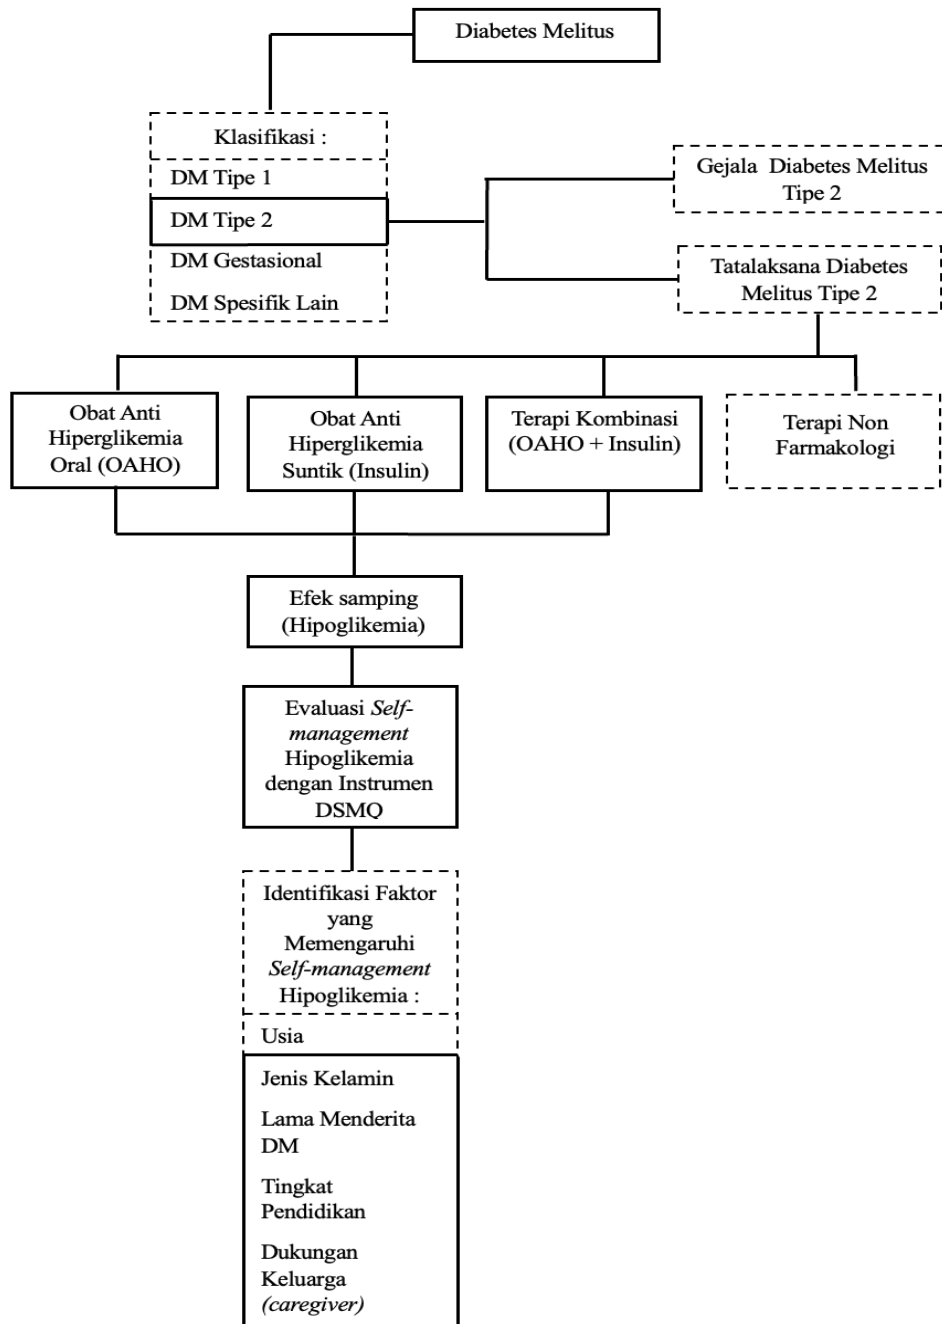 Diabetes Melitus
Klasifikasi :
DM Tipe 1
DM Tipe 2
DM Gestasional
DM Spesifik Lain
Gejala Diabetes Melitus
Tipe 2
Tatalaksana Diabetes
Melitus Tipe 2
Obat Anti
Hiperglikemia
Oral (OAHO)
Obat Anti
Hiperglikemia
Suntik (Insulin)
Terapi Kombinasi
(OAHO + Insulin)
Terapi Non
Farmakologi
Efek samping
(Hipoglikemia)
Evaluasi Self-
management
Hipoglikemia
dengan Instrumen
DSMQ
Identifikasi Faktor
yang
Memengaruhi
Self-management
Hipoglikemia :
Usia
Jenis Kelamin
Lama Menderita
DM
Tingkat
Pendidikan
Dukungan
Keluarga
(caregiver)